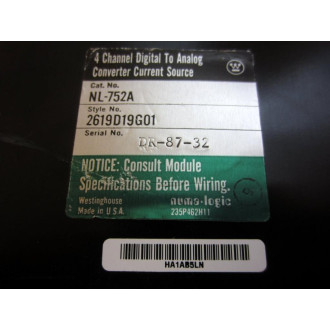 4 Channel Digital To Analog
Converter Current Source
Cat. No.
NL-752A
Style No.
2619D19G01
Serial No.
DR-87-32
NOTICE: Consult Module
Specifications Before Wiring.
Westinghouse numa-logic
Made in U.S.A. 235P462H11
HA1AB5LN